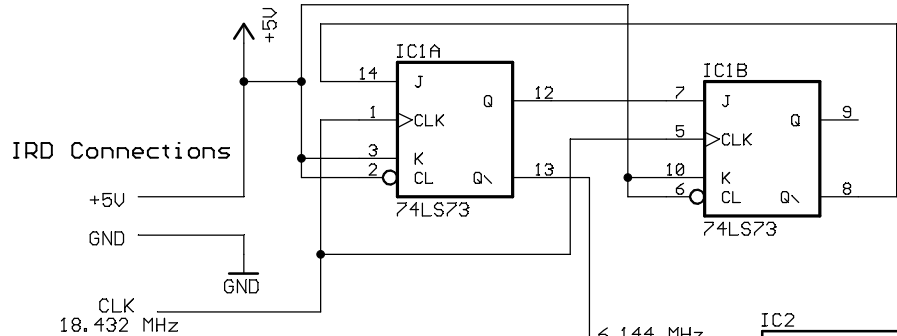 +5V
IC1A
14
J
Q
12
1
CLK
3
K
2
CL
Q\
13
74LS73
IC1B
7
J
Q
9
5
CLK
10
K
6
CL
Q\
8
74LS73
IRD Connections
+5V
GND
GND
CLK
18.432 MHz
6.144 MHz
IC2